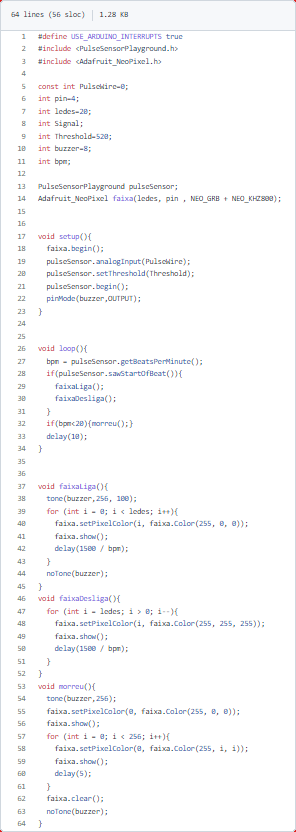 64 lines (56 sloc) | 1.28 KB
1 #define USE_ARDUINO_INTERRUPTS true
2 #include <PulseSensorPlayground.h>
3 #include <Adafruit_NeoPixel.h>
4
5 const int PulseWire=0;
6 int pin=4;
7 int ledes=20;
8 int Signal;
9 int Threshold=520;
10 int buzzer=8;
11 int bpm;
12
13 PulseSensorPlayground pulseSensor;
14 Adafruit_NeoPixel faixa(ledes, pin , NEO_GRB + NEO_KHZ800);
15
16
17 void setup(){
18 faixa.begin();
19 pulseSensor.analogInput(PulseWire);
20 pulseSensor.setThreshold(Threshold);
21 pulseSensor.begin();
22 pinMode(buzzer,OUTPUT);
23 }
24
25
26 void loop(){
27 bpm = pulseSensor.getBeatsPerMinute();
28 if(pulseSensor.sawStartOfBeat()){
29 faixaLiga();
30 faixaDesliga();
31 }
32 if(bpm<20){morreu();}
33 delay(10);
34 }
35
36
37 void faixaLiga(){
38 tone(buzzer,256, 100);
39 for (int i = 0; i < ledes; i++){
40 faixa.setPixelColor(i, faixa.Color(255, 0, 0));
41 faixa.show();
42 delay(1500 / bpm);
43 }
44 noTone(buzzer);
45 }
46 void faixaDesliga(){
47 for (int i = ledes; i > 0; i--){
48 faixa.setPixelColor(i, faixa.Color(255, 255, 255));
49 faixa.show();
50 delay(1500 / bpm);
51 }
52 }
53 void morreu(){
54 tone(buzzer,256);
55 faixa.setPixelColor(0, faixa.Color(255, 0, 0));
56 faixa.show();
57 for (int i = 0; i < 256; i++){
58 faixa.setPixelColor(0, faixa.Color(255, i, i));
59 faixa.show();
60 delay(5);
61 }
62 faixa.clear();
63 noTone(buzzer);
64 }